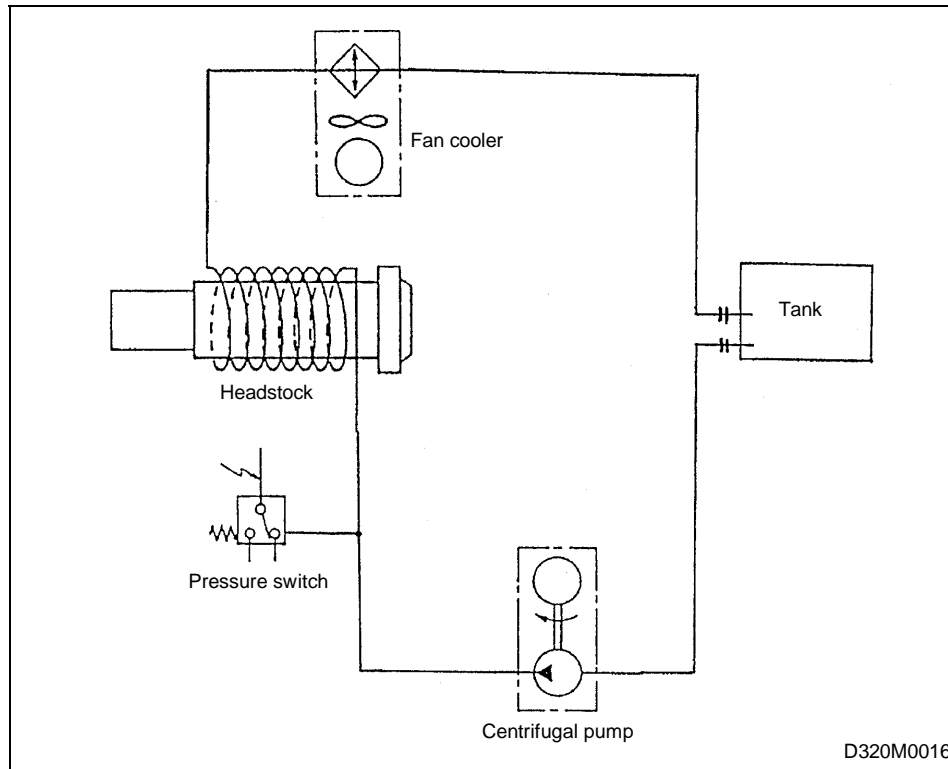 Fan cooler
Tank
Headstock
Pressure switch
Centrifugal pump
D320M0016